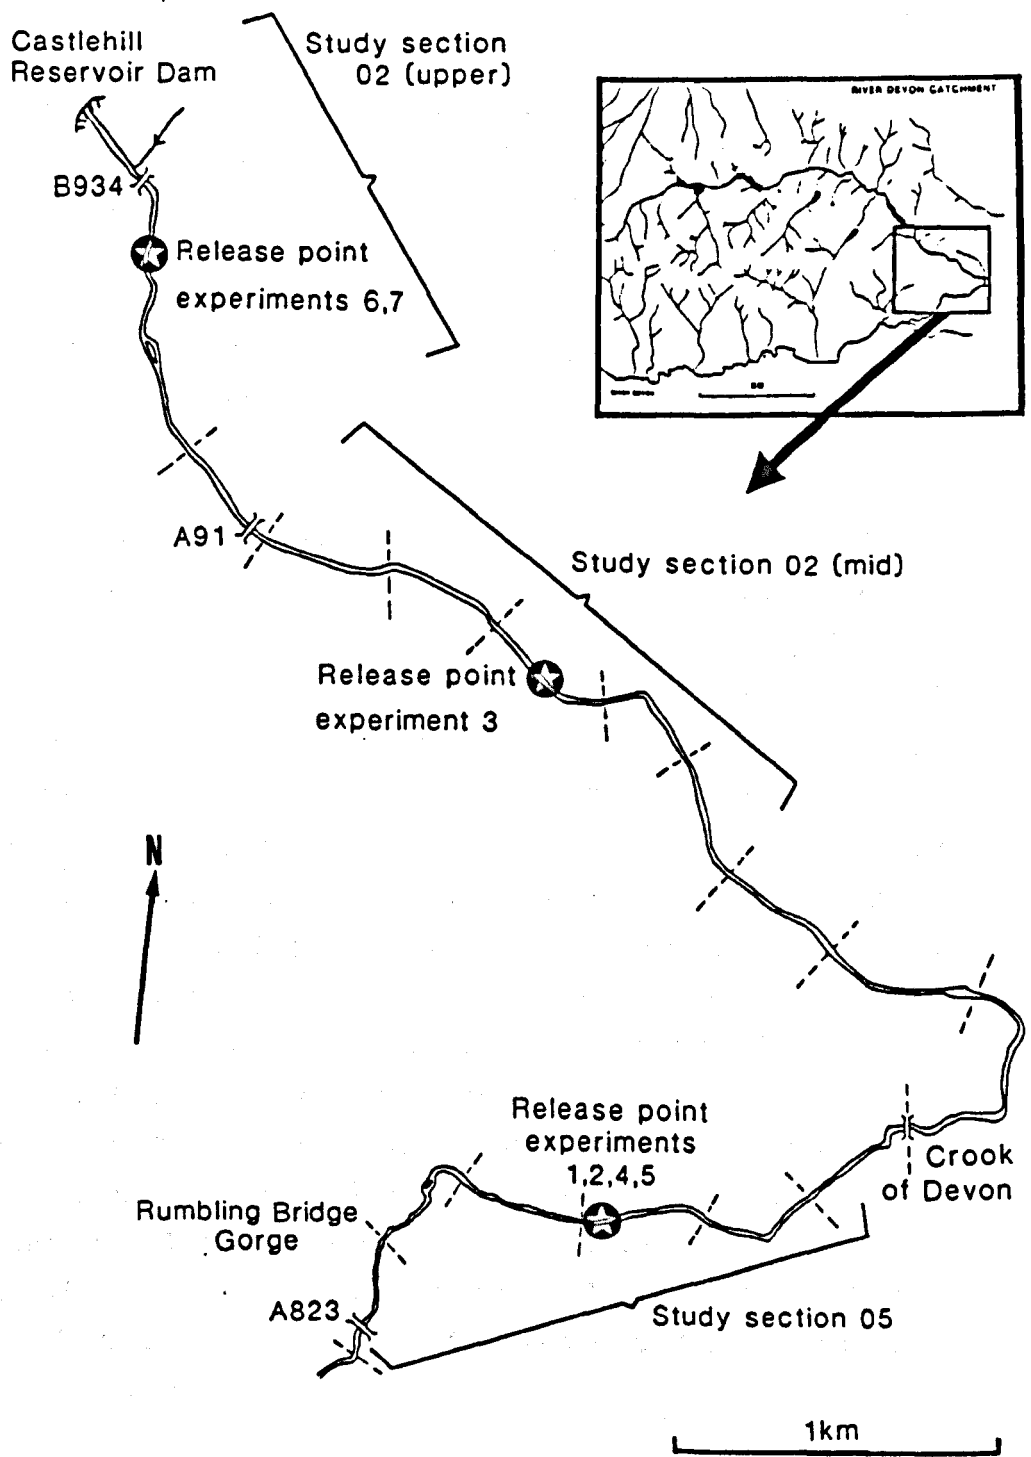 Castlehill
Reservoir Dam
Study section
02 (upper)
RIVER DEVON CATCHMENT
B934
Release point
experiments 6,7
A91
Study section 02 (mid)
Release point
experiment 3
N
Release point
experiments
1,2,4,5
Crook
of Devon
Rumbling Bridge
Gorge
A823
Study section 05
1km